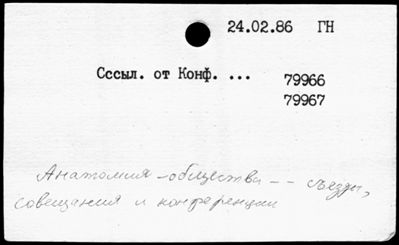 24.02.86 ГН
Сссыл. от Конф. ...
79966
79967
Анатомия - общества -- съезды,
совещания и конференции